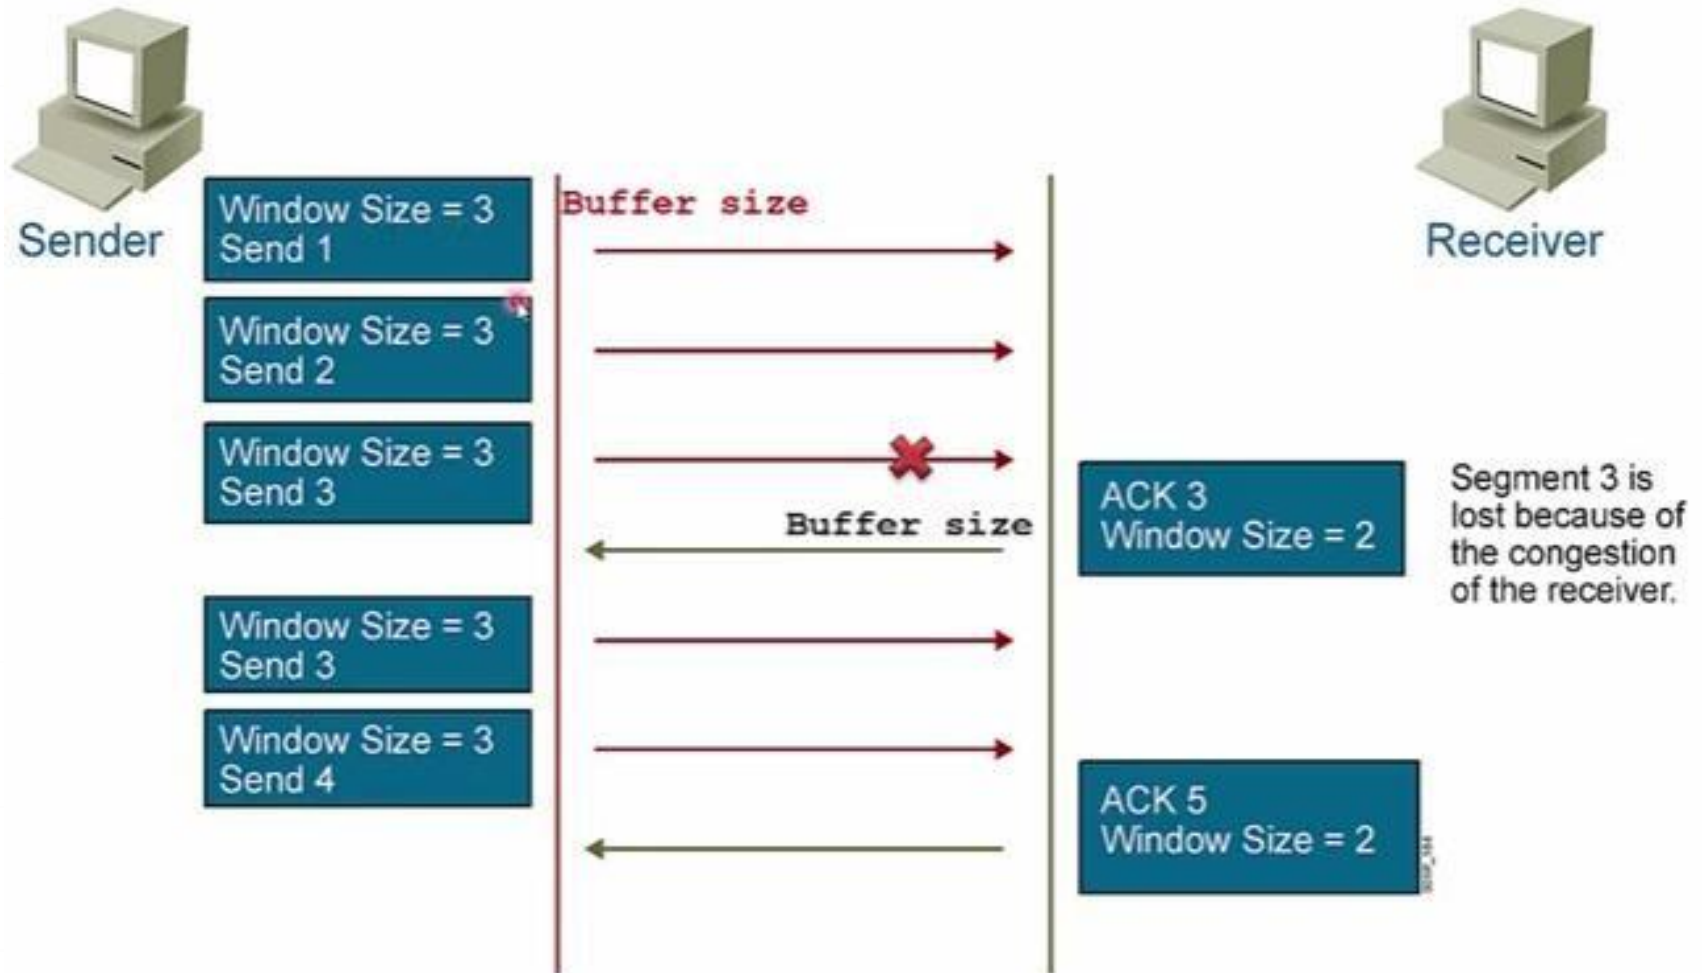 Sender
Window Size = 3
Send 1
Buffer size
Receiver
Window Size = 3
Send 2
Window Size = 3
Send 3
Buffer size
ACK 3
Window Size = 2
Segment 3 is
lost because of
the congestion
of the receiver.
Window Size = 3
Send 3
Window Size = 3
Send 4
ACK 5
Window Size = 2